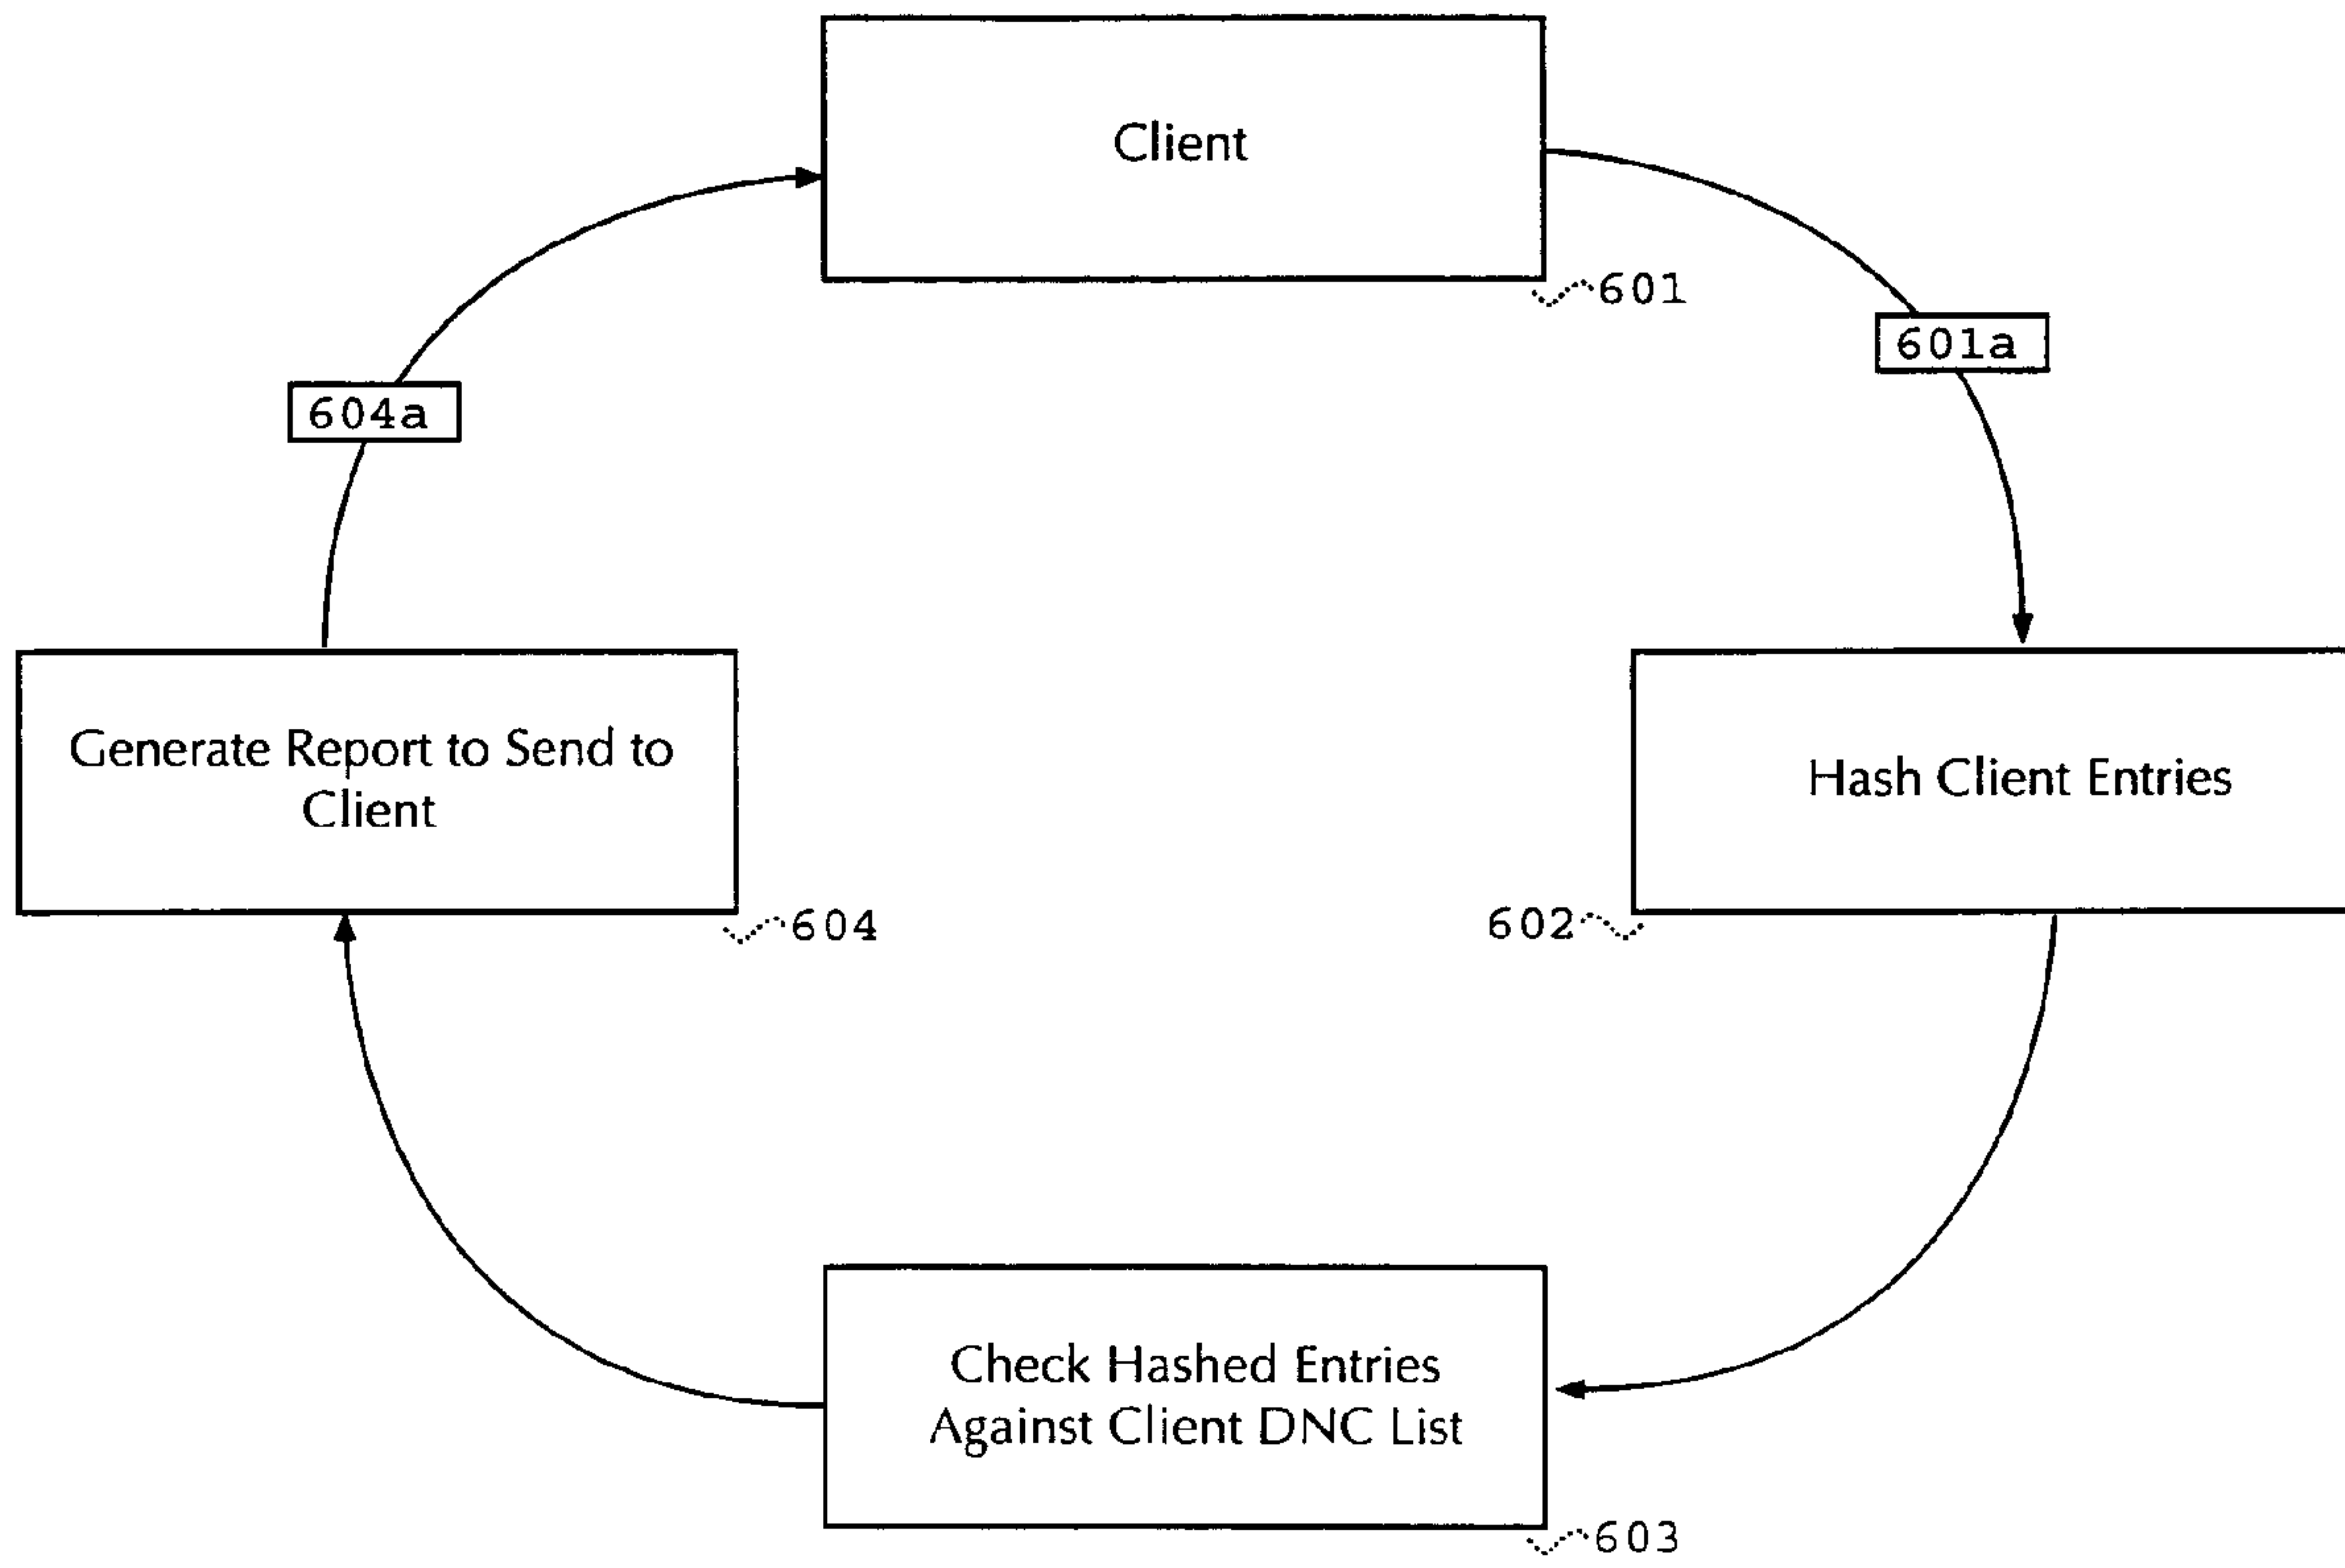 Client
601
601a
604a
Generate Report to Send to
Client
604
Hash Client Entries
602
Check Hashed Entries
Against Client DNC List
603